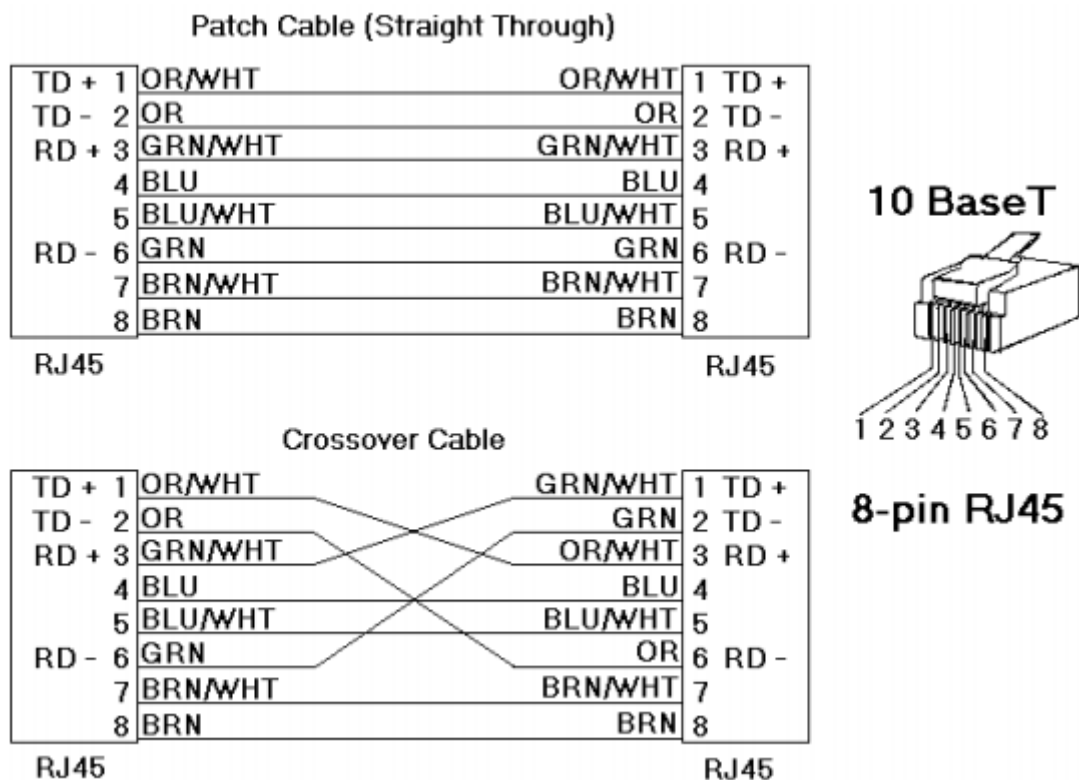 Patch Cable (Straight Through)
TD + 1 OR/WHT OR/WHT 1 TD +
TD - 2 OR OR 2 TD -
RD + 3 GRN/WHT GRN/WHT 3 RD +
4 BLU BLU 4
5 BLU/WHT BLU/WHT 5
RD - 6 GRN GRN 6 RD -
7 BRN/WHT BRN/WHT 7
8 BRN BRN 8
RJ45 RJ45
10 BaseT
1 2 3 4 5 6 7 8
8-pin RJ45
Crossover Cable
TD + 1 OR/WHT GRN/WHT 1 TD +
TD - 2 OR GRN 2 TD -
RD + 3 GRN/WHT OR/WHT 3 RD +
4 BLU BLU 4
5 BLU/WHT BLU/WHT 5
RD - 6 GRN OR 6 RD -
7 BRN/WHT BRN/WHT 7
8 BRN BRN 8
RJ45 RJ45